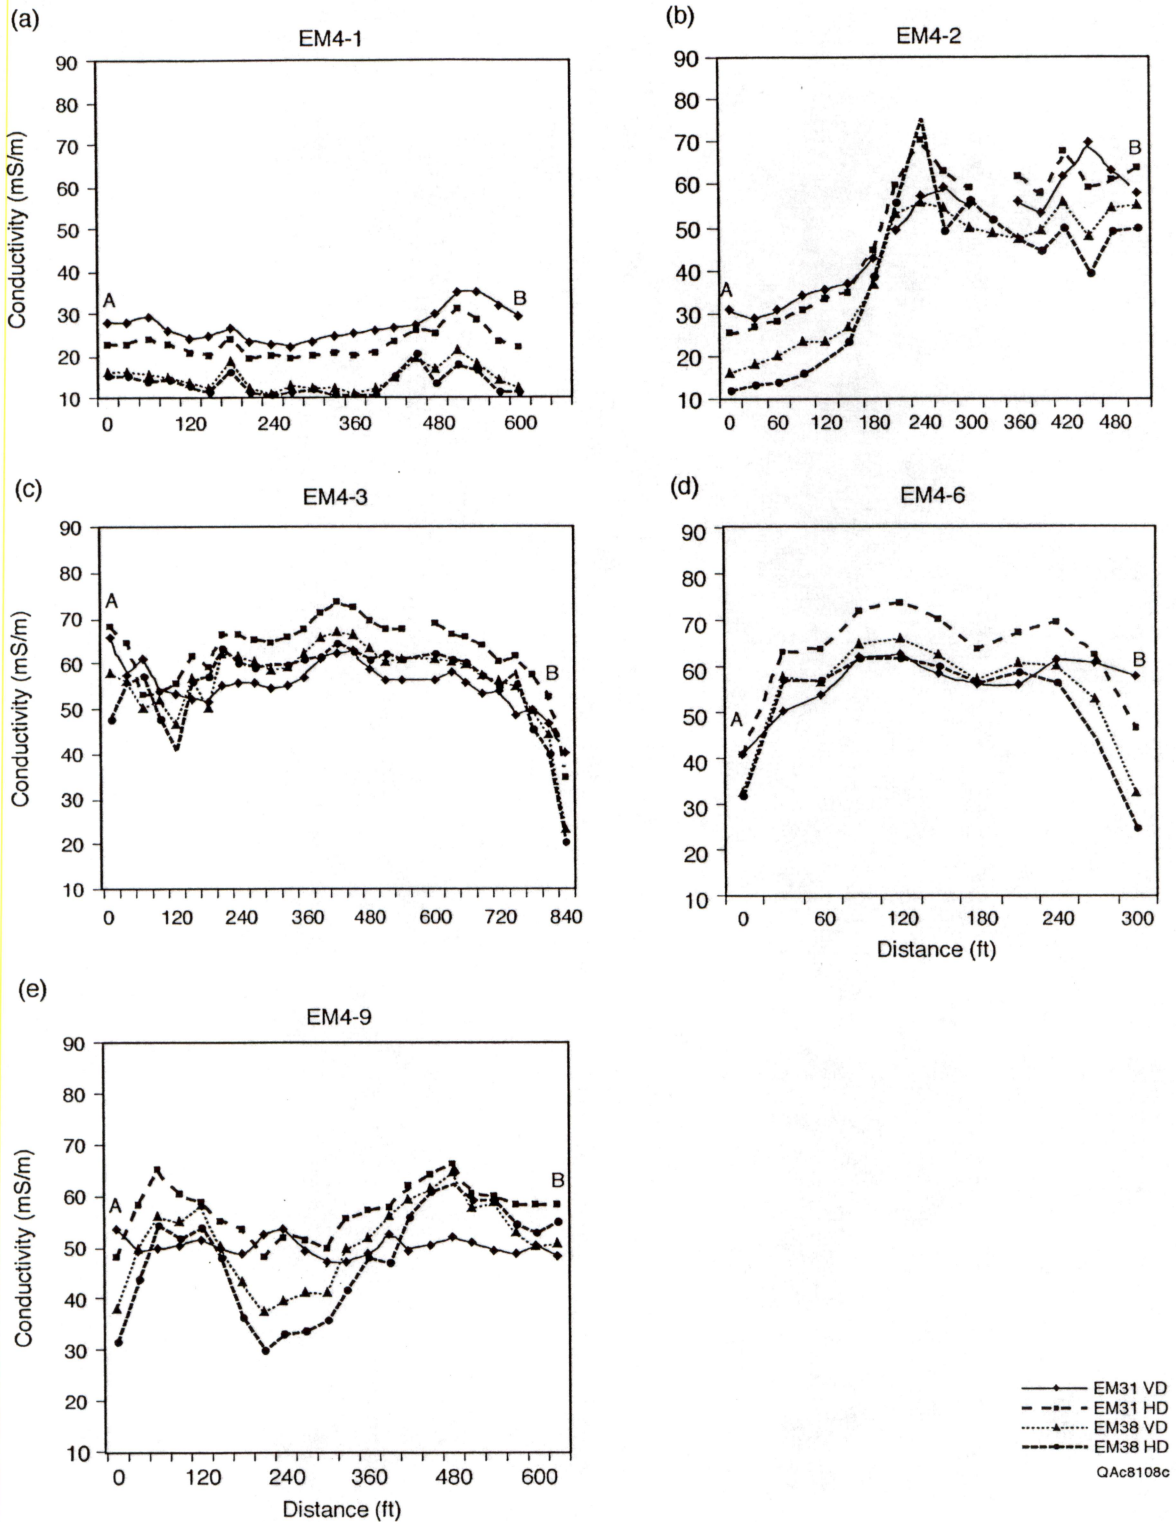 (a)
EM4-1
90
80
70
60
50
40
30
20
10
Conductivity (mS/m)
A
B
0 120 240 360 480 600
(b)
EM4-2
90
80
70
60
50
40
30
20
10
A
B
0 60 120 180 240 300 360 420 480
(c)
EM4-3
90
80
70
60
50
40
30
20
10
Conductivity (mS/m)
A
B
0 120 240 360 480 600 720 840
(d)
EM4-6
90
80
70
60
50
40
30
20
10
A
B
0 60 120 180 240 300
Distance (ft)
(e)
EM4-9
90
80
70
60
50
40
30
20
10
Conductivity (mS/m)
A
B
0 120 240 360 480 600
Distance (ft)
EM31 VD
EM31 HD
EM38 VD
EM38 HD
QAc8108c